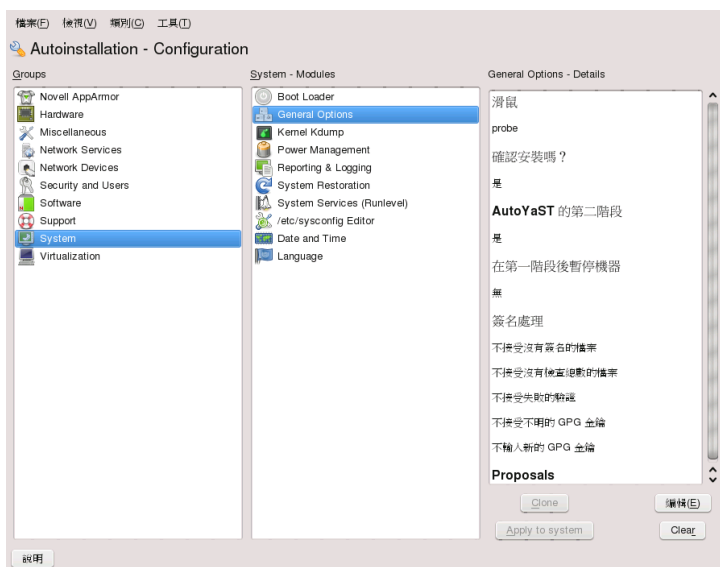 檔案(F) 檢視(V) 類別(C) 工具(T)
Autoinstallation - Configuration
Groups
Novell AppArmor
Hardware
Miscellaneous
Network Services
Network Devices
Security and Users
Software
Support
System
Virtualization
System - Modules
Boot Loader
General Options
Kernel Kdump
Power Management
Reporting & Logging
System Restoration
System Services (Runlevel)
/etc/sysconfig Editor
Date and Time
Language
General Options - Details
滑鼠
probe
確認安裝嗎？
是
AutoYaST 的第二階段
是
在第一階段後暫停機器
無
簽名處理
不接受沒有簽名的檔案
不接受沒有檢查總數的檔案
不接受失敗的驗證
不接受不明的 GPG 金鑰
不輸入新的 GPG 金鑰
Proposals
Clone 編輯(E)
Apply to system Clear
說明